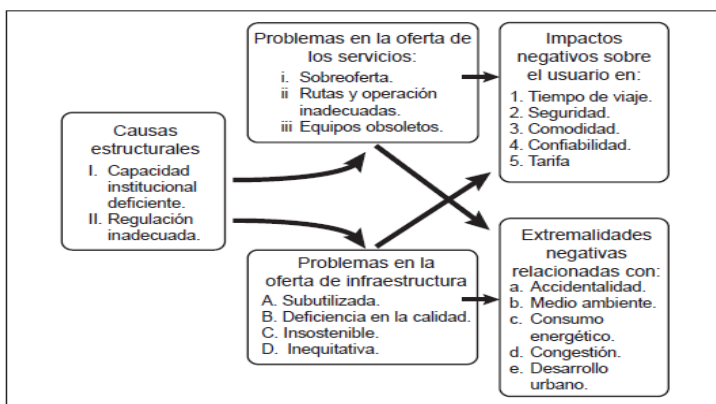 Problemas en la oferta de
los servicios:
i. Sobreoferta.
ii Rutas y operación
inadecuadas.
iii Equipos obsoletos.
Impactos
negativos sobre
el usuario en:
1. Tiempo de viaje.
2. Seguridad.
3. Comodidad.
4. Confiabilidad.
5. Tarifa
Causas
estructurales
I. Capacidad
institucional
deficiente.
II. Regulación
inadecuada.
Problemas en la
oferta de infraestructura
A. Subutilizada.
B. Deficiencia en la calidad.
C. Insostenible.
D. Inequitativa.
Extremalidades
negativas
relacionadas con:
a. Accidentalidad.
b. Medio ambiente.
c. Consumo
energético.
d. Congestión.
e. Desarrollo
urbano.